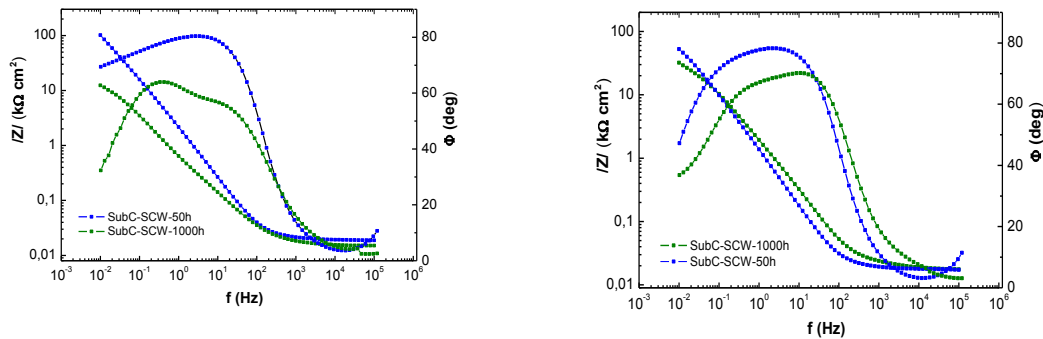 100
10
1
0,1
0,01
/Z/ (kΩ cm²)
80
60
40
20
0
Φ (deg)
SubC-SCW-50h
SubC-SCW-1000h
10⁻³ 10⁻² 10⁻¹ 10⁰ 10¹ 10² 10³ 10⁴ 10⁵ 10⁶
f (Hz)
100
10
1
0,1
0,01
/Z/ (kΩ cm²)
80
60
40
20
0
Φ (deg)
SubC-SCW-1000h
SubC-SCW-50h
10⁻³ 10⁻² 10⁻¹ 10⁰ 10¹ 10² 10³ 10⁴ 10⁵ 10⁶
f (Hz)